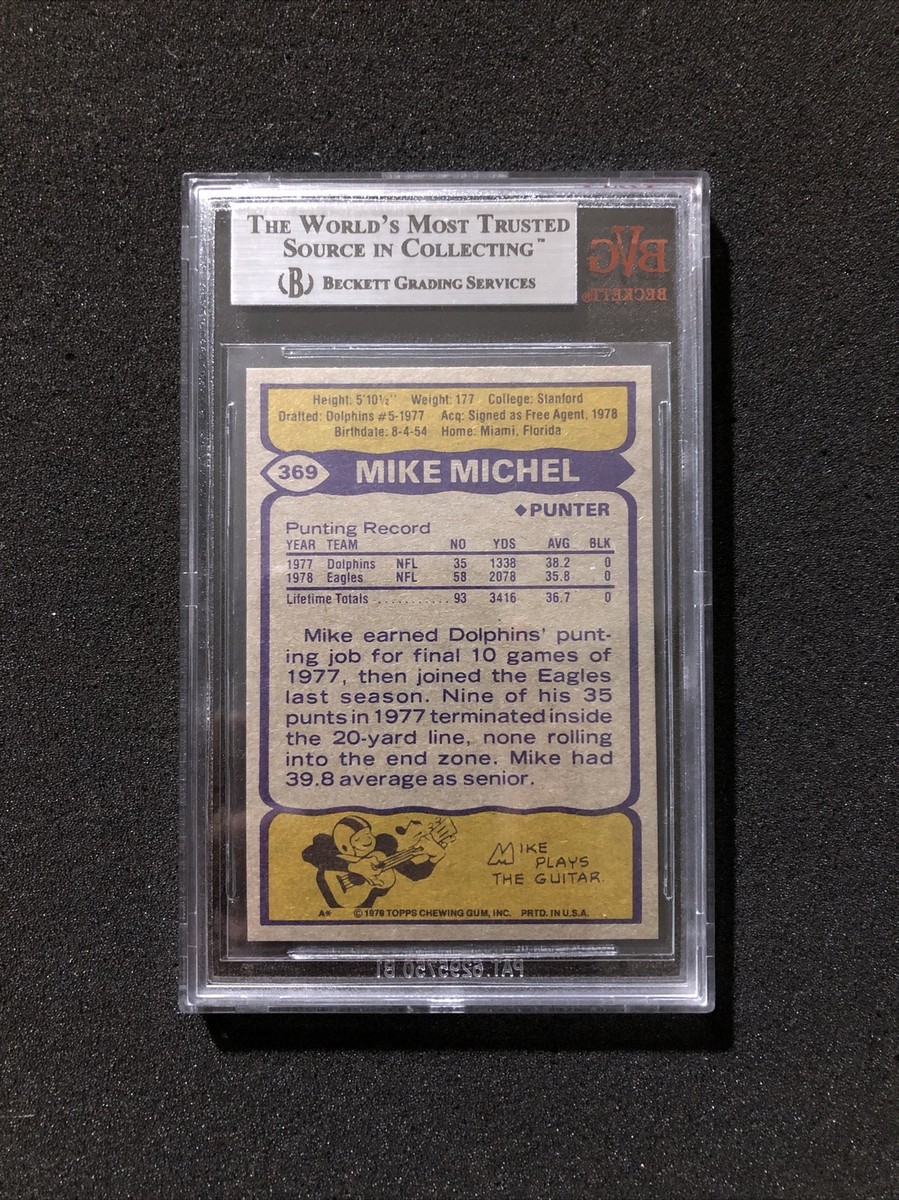 THE WORLD'S MOST TRUSTED
SOURCE IN COLLECTING™
(B) BECKETT GRADING SERVICES
BVG
BECKETT®
Height: 5'10½" Weight: 177 College: Stanford
Drafted: Dolphins #5-1977 Acq: Signed as Free Agent, 1978
Birthdate: 8-4-54 Home: Miami, Florida
369 MIKE MICHEL
◆PUNTER
Punting Record
YEAR TEAM NO YDS AVG BLK
1977 Dolphins NFL 35 1338 38.2 0
1978 Eagles NFL 58 2078 35.8 0
Lifetime Totals ........... 93 3416 36.7 0
Mike earned Dolphins' punt-
ing job for final 10 games of
1977, then joined the Eagles
last season. Nine of his 35
punts in 1977 terminated inside
the 20-yard line, none rolling
into the end zone. Mike had
39.8 average as senior.
MIKE
PLAYS
THE GUITAR.
A* © 1979 TOPPS CHEWING GUM, INC. PRTD. IN U.S.A.